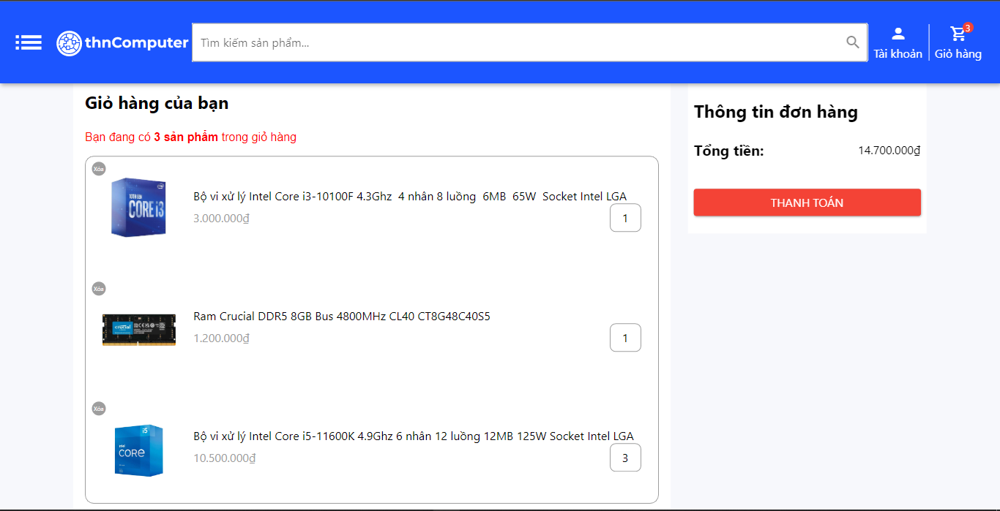 thnComputer
Tìm kiếm sản phẩm...
Tài khoản
3
Giỏ hàng
Giỏ hàng của bạn
Bạn đang có 3 sản phẩm trong giỏ hàng
Xóa
10TH GEN
CORE i3
Bộ vi xử lý Intel Core i3-10100F 4.3Ghz 4 nhân 8 luồng 6MB 65W Socket Intel LGA
3.000.000₫
1
Xóa
crucial
Ram Crucial DDR5 8GB Bus 4800MHz CL40 CT8G48C40S5
1.200.000₫
1
Xóa
i5
intel
CORE
Bộ vi xử lý Intel Core i5-11600K 4.9Ghz 6 nhân 12 luồng 12MB 125W Socket Intel LGA
10.500.000₫
3
Thông tin đơn hàng
Tổng tiền:
14.700.000₫
THANH TOÁN